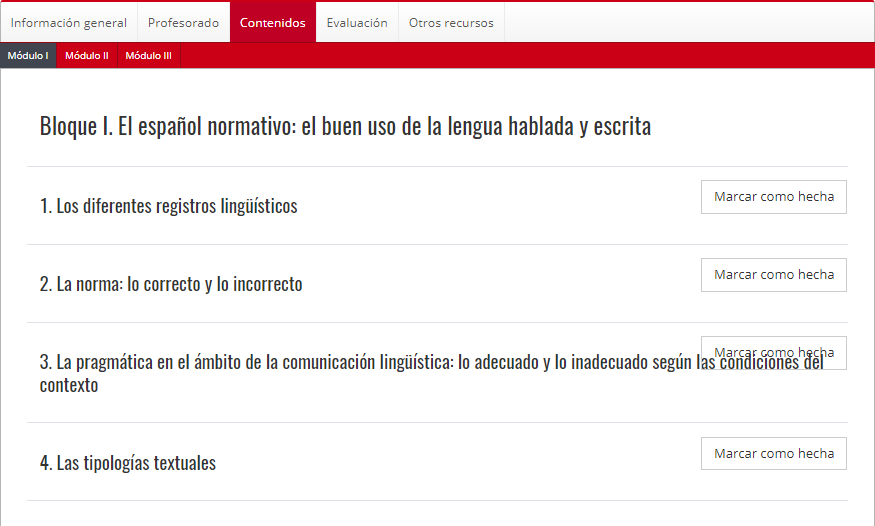 Información general Profesorado Contenidos Evaluación Otros recursos
Módulo I Módulo II Módulo III
Bloque I. El español normativo: el buen uso de la lengua hablada y escrita
1. Los diferentes registros lingüísticos
Marcar como hecha
2. La norma: lo correcto y lo incorrecto
Marcar como hecha
3. La pragmática en el ámbito de la comunicación lingüística: lo adecuado y lo inadecuado según las condiciones del
contexto
Marcar como hecha
4. Las tipologías textuales
Marcar como hecha